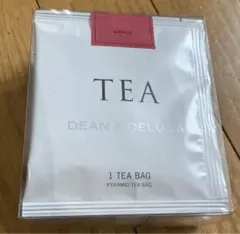 TEA
DEAN & DELUCA
1 TEA BAG
PYRAMID TEA BAG